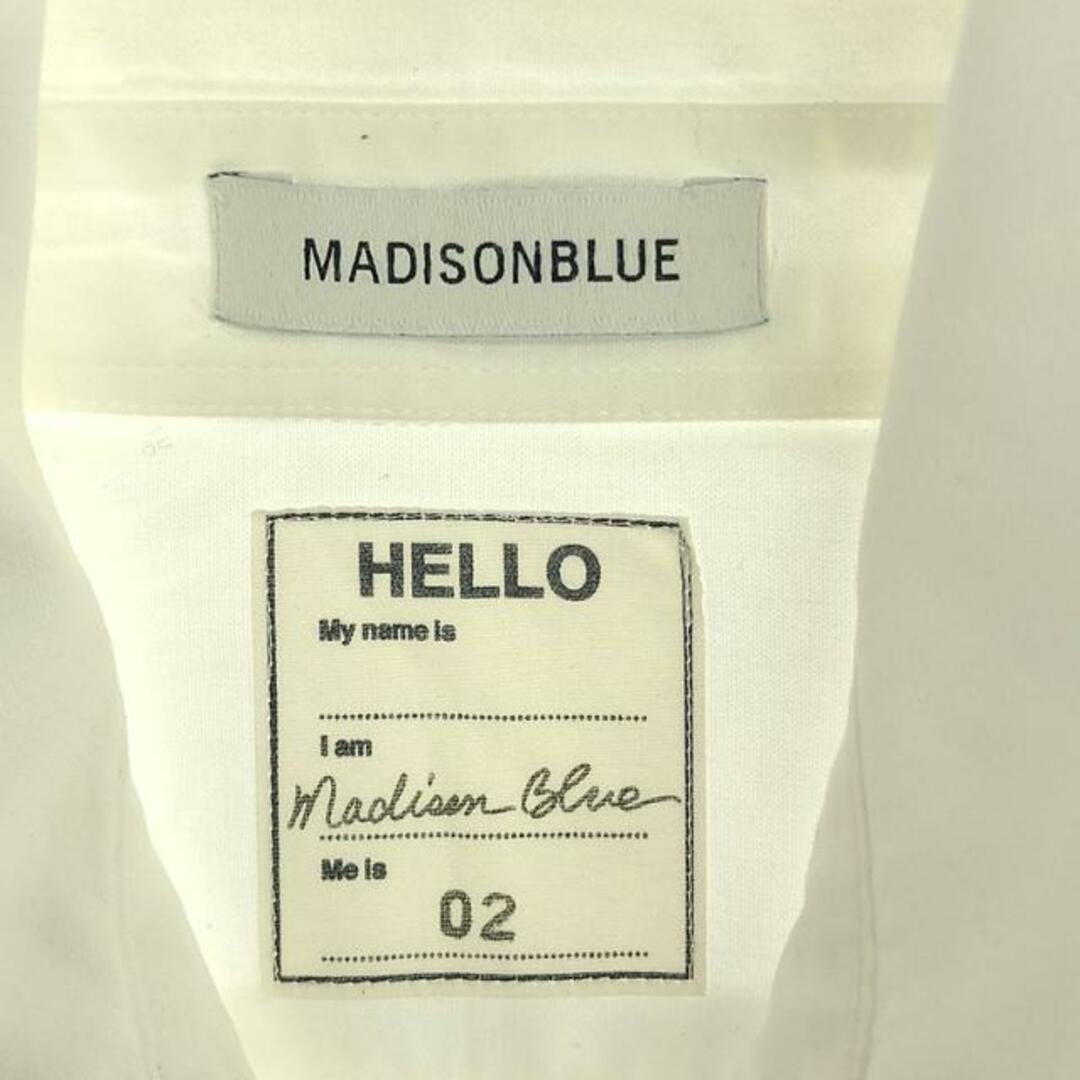 MADISONBLUE
HELLO
My name is
I am
Madison Blue
Me is
02